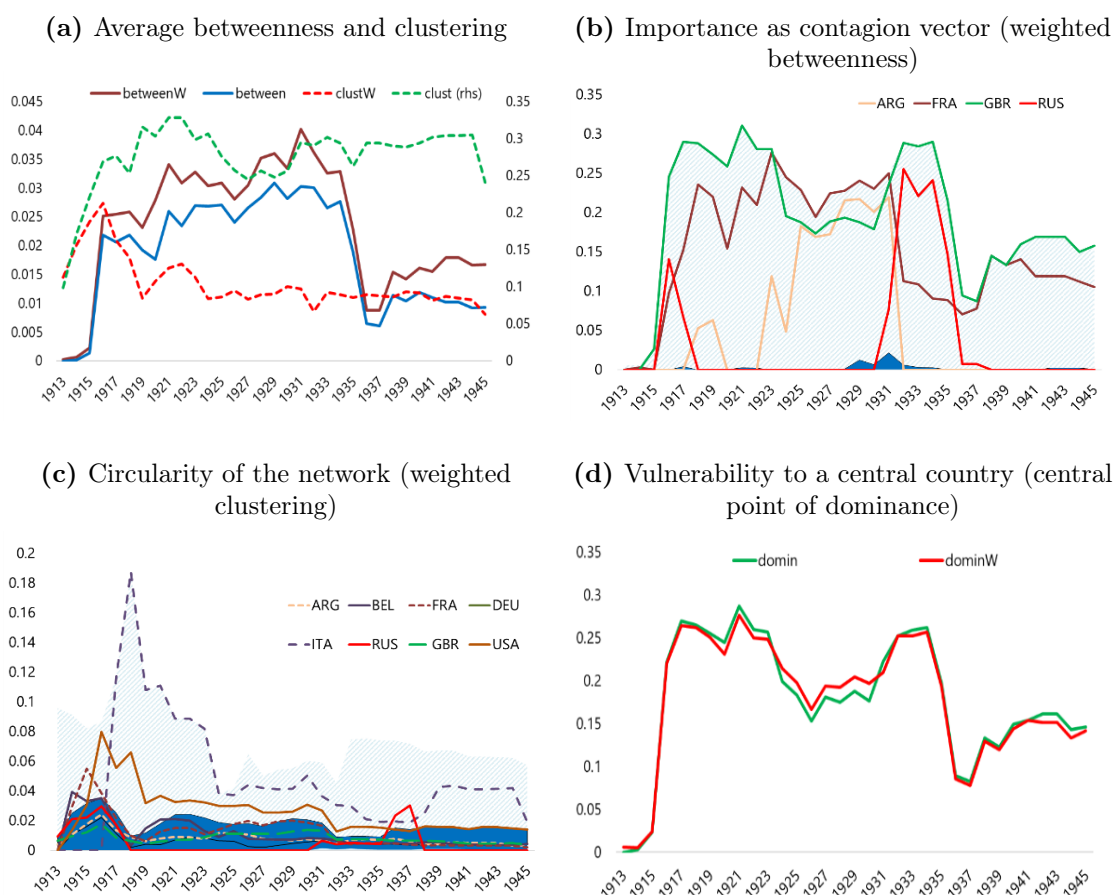 (a) Average betweenness and clustering
betweenW between clustW clust (rhs)
0.045 0.35
0.04 0.3
0.035 0.25
0.03 0.2
0.025 0.15
0.02 0.1
0.015 0.05
0.01 0
0.005
0
1913 1915 1917 1919 1921 1923 1925 1927 1929 1931 1933 1935 1937 1939 1941 1943 1945
(b) Importance as contagion vector (weighted
betweenness)
ARG FRA GBR RUS
0.35
0.3
0.25
0.2
0.15
0.1
0.05
0
1913 1915 1917 1919 1921 1923 1925 1927 1929 1931 1933 1935 1937 1939 1941 1943 1945
(c) Circularity of the network (weighted
clustering)
ARG BEL FRA DEU
ITA RUS GBR USA
0.2
0.18
0.16
0.14
0.12
0.1
0.08
0.06
0.04
0.02
0
1913 1915 1917 1919 1921 1923 1925 1927 1929 1931 1933 1935 1937 1939 1941 1943 1945
(d) Vulnerability to a central country (central
point of dominance)
domin dominW
0.35
0.3
0.25
0.2
0.15
0.1
0.05
0
1913 1915 1917 1919 1921 1923 1925 1927 1929 1931 1933 1935 1937 1939 1941 1943 1945